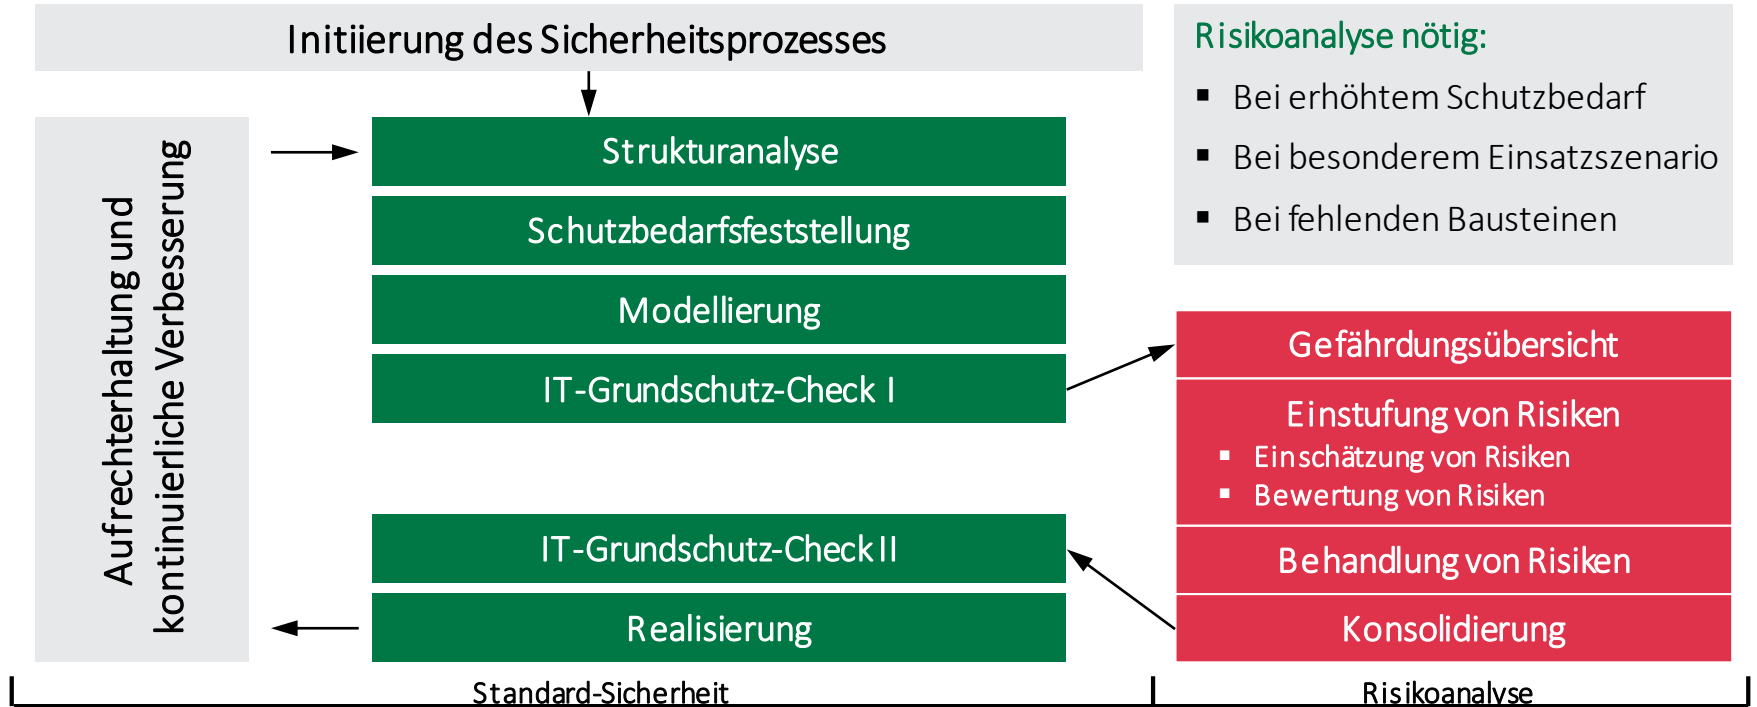 Initiierung des Sicherheitsprozesses
Aufrechterhaltung und
kontinuierliche Verbesserung
Strukturanalyse
Schutzbedarfsfeststellung
Modellierung
IT-Grundschutz-Check I
IT-Grundschutz-Check II
Realisierung
Risikoanalyse nötig:
▪ Bei erhöhtem Schutzbedarf
▪ Bei besonderem Einsatzszenario
▪ Bei fehlenden Bausteinen
Gefährdungsübersicht
Einstufung von Risiken
▪ Einschätzung von Risiken
▪ Bewertung von Risiken
Behandlung von Risiken
Konsolidierung
Standard-Sicherheit
Risikoanalyse